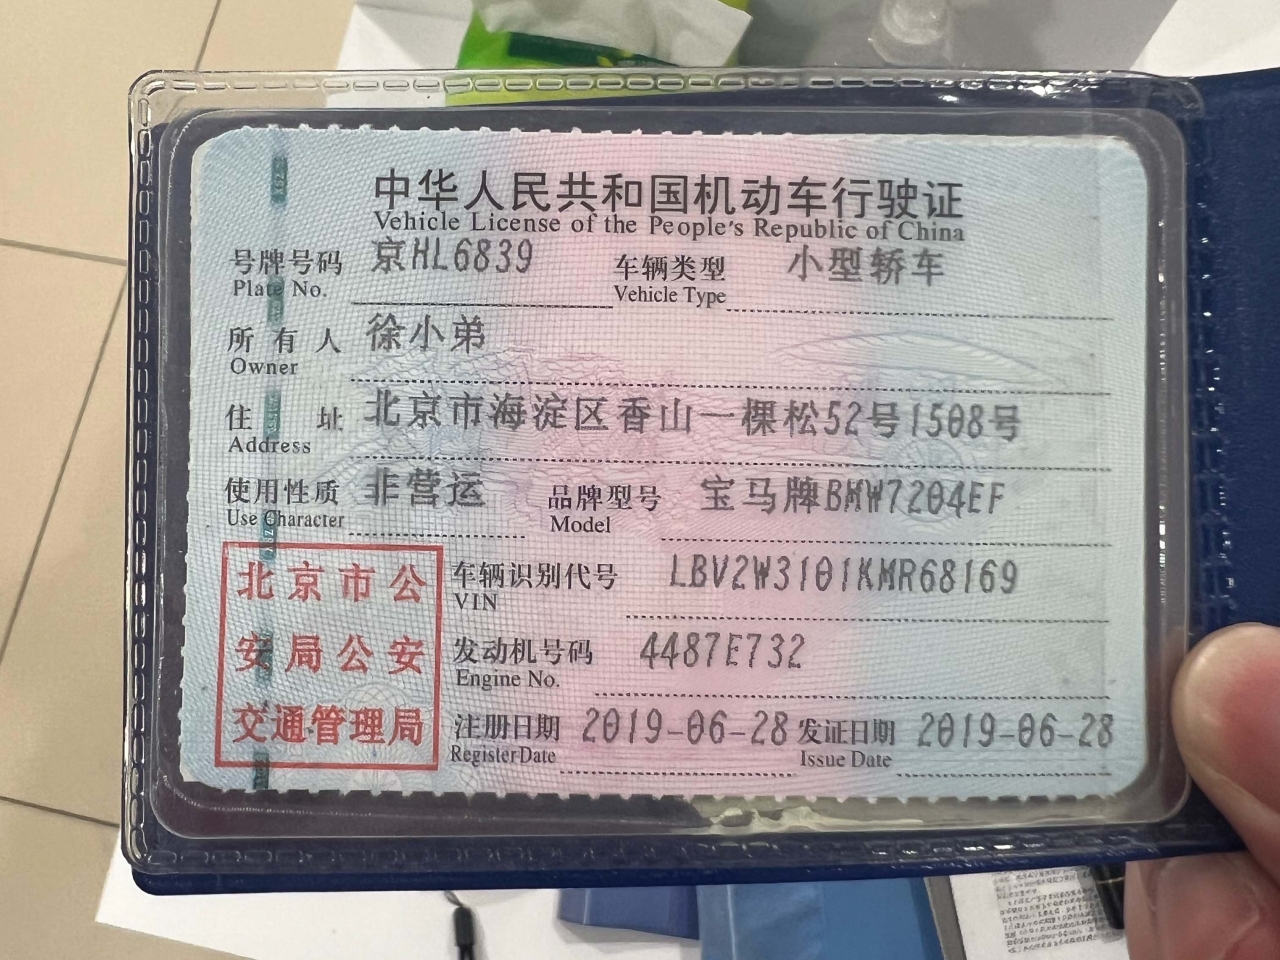 中华人民共和国机动车行驶证
Vehicle License of the People's Republic of China
号牌号码 京HL6839 车辆类型 小型轿车
Plate No. Vehicle Type
所有人 徐小弟
Owner
住址 北京市海淀区香山一棵松52号1508号
Address
使用性质 非营运 品牌型号 宝马牌BMW7204EF
Use Character Model
北京市公
安局公安
交通管理局
车辆识别代号 LBV2W3101KMR68169
VIN
发动机号码 4487E732
Engine No.
注册日期 2019-06-28 发证日期 2019-06-28
Register Date Issue Date